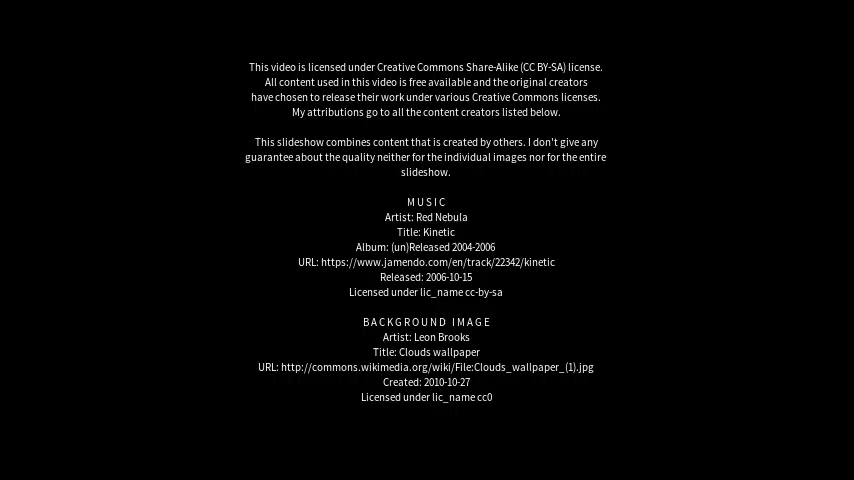 This video is licensed under Creative Commons Share-Alike (CC BY-SA) license.
All content used in this video is free available and the original creators
have chosen to release their work under various Creative Commons licenses.
My attributions go to all the content creators listed below.
This slideshow combines content that is created by others. I don't give any
guarantee about the quality neither for the individual images nor for the entire
slideshow.
MUSIC
Artist: Red Nebula
Title: Kinetic
Album: (un)Released 2004-2006
URL: https://www.jamendo.com/en/track/22342/kinetic
Released: 2006-10-15
Licensed under lic_name cc-by-sa
BACKGROUND IMAGE
Artist: Leon Brooks
Title: Clouds wallpaper
URL: http://commons.wikimedia.org/wiki/File:Clouds_wallpaper_(1).jpg
Created: 2010-10-27
Licensed under lic_name cc0